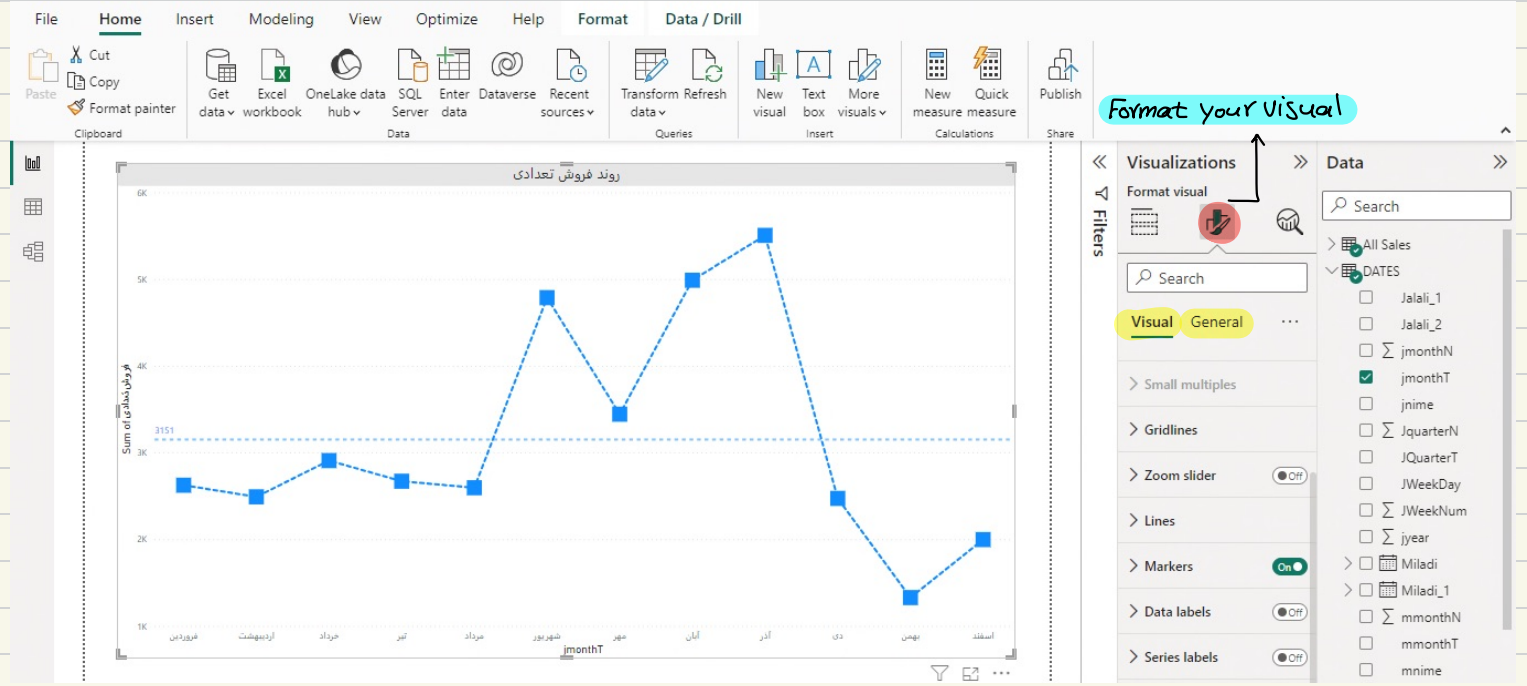 File Home Insert Modeling View Optimize Help Format Data / Drill
Paste
Cut
Copy
Format painter
Clipboard
Get data
Excel workbook
OneLake data hub
SQL Server
Enter data
Dataverse
Recent sources
Data
Transform data
Refresh
Queries
New visual
Text box
More visuals
Insert
New measure
Quick measure
Calculations
Publish
Share
Format your visual
روند فروش تعدادی
6K
5K
4K
3K
2K
1K
3151
Sum of فروش تعدادی
فروردین اردیبهشت خرداد تیر مرداد شهریور مهر آبان آذر دی بهمن اسفند
jmonthT
Filters
Visualizations
Format visual
Search
Visual General
Small multiples
Gridlines
Zoom slider Off
Lines
Markers On
Data labels Off
Series labels Off
Data
Search
All Sales
DATES
Jalali_1
Jalali_2
jmonthN
jmonthT
jnime
JquarterN
JQuarterT
JWeekDay
JWeekNum
jyear
Miladi
Miladi_1
mmonthN
mmonthT
mnime